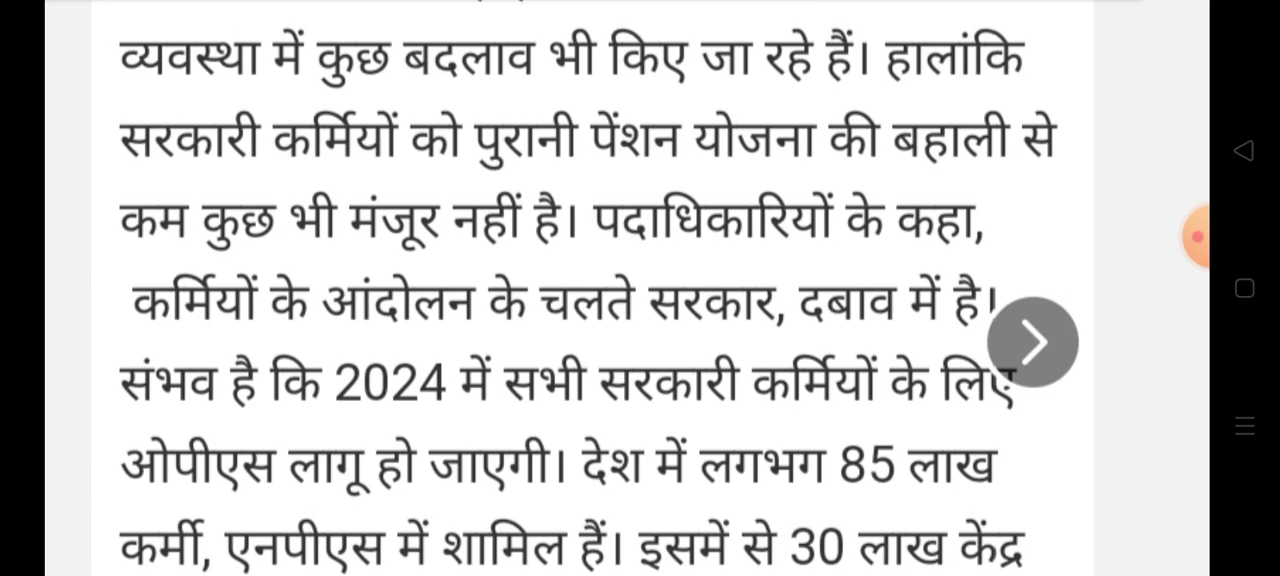 व्यवस्था में कुछ बदलाव भी किए जा रहे हैं। हालांकि
सरकारी कर्मियों को पुरानी पेंशन योजना की बहाली से
कम कुछ भी मंजूर नहीं है। पदाधिकारियों के कहा,
कर्मियों के आंदोलन के चलते सरकार, दबाव में है।
संभव है कि 2024 में सभी सरकारी कर्मियों के लिए
ओपीएस लागू हो जाएगी। देश में लगभग 85 लाख
कर्मी, एनपीएस में शामिल हैं। इसमें से 30 लाख केंद्र